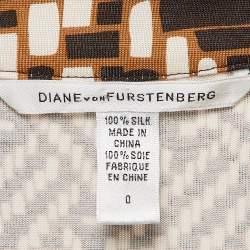 DIANE VON FURSTENBERG
100% SILK
MADE IN
CHINA
100% SOIE
FABRIQUE
EN CHINE
0